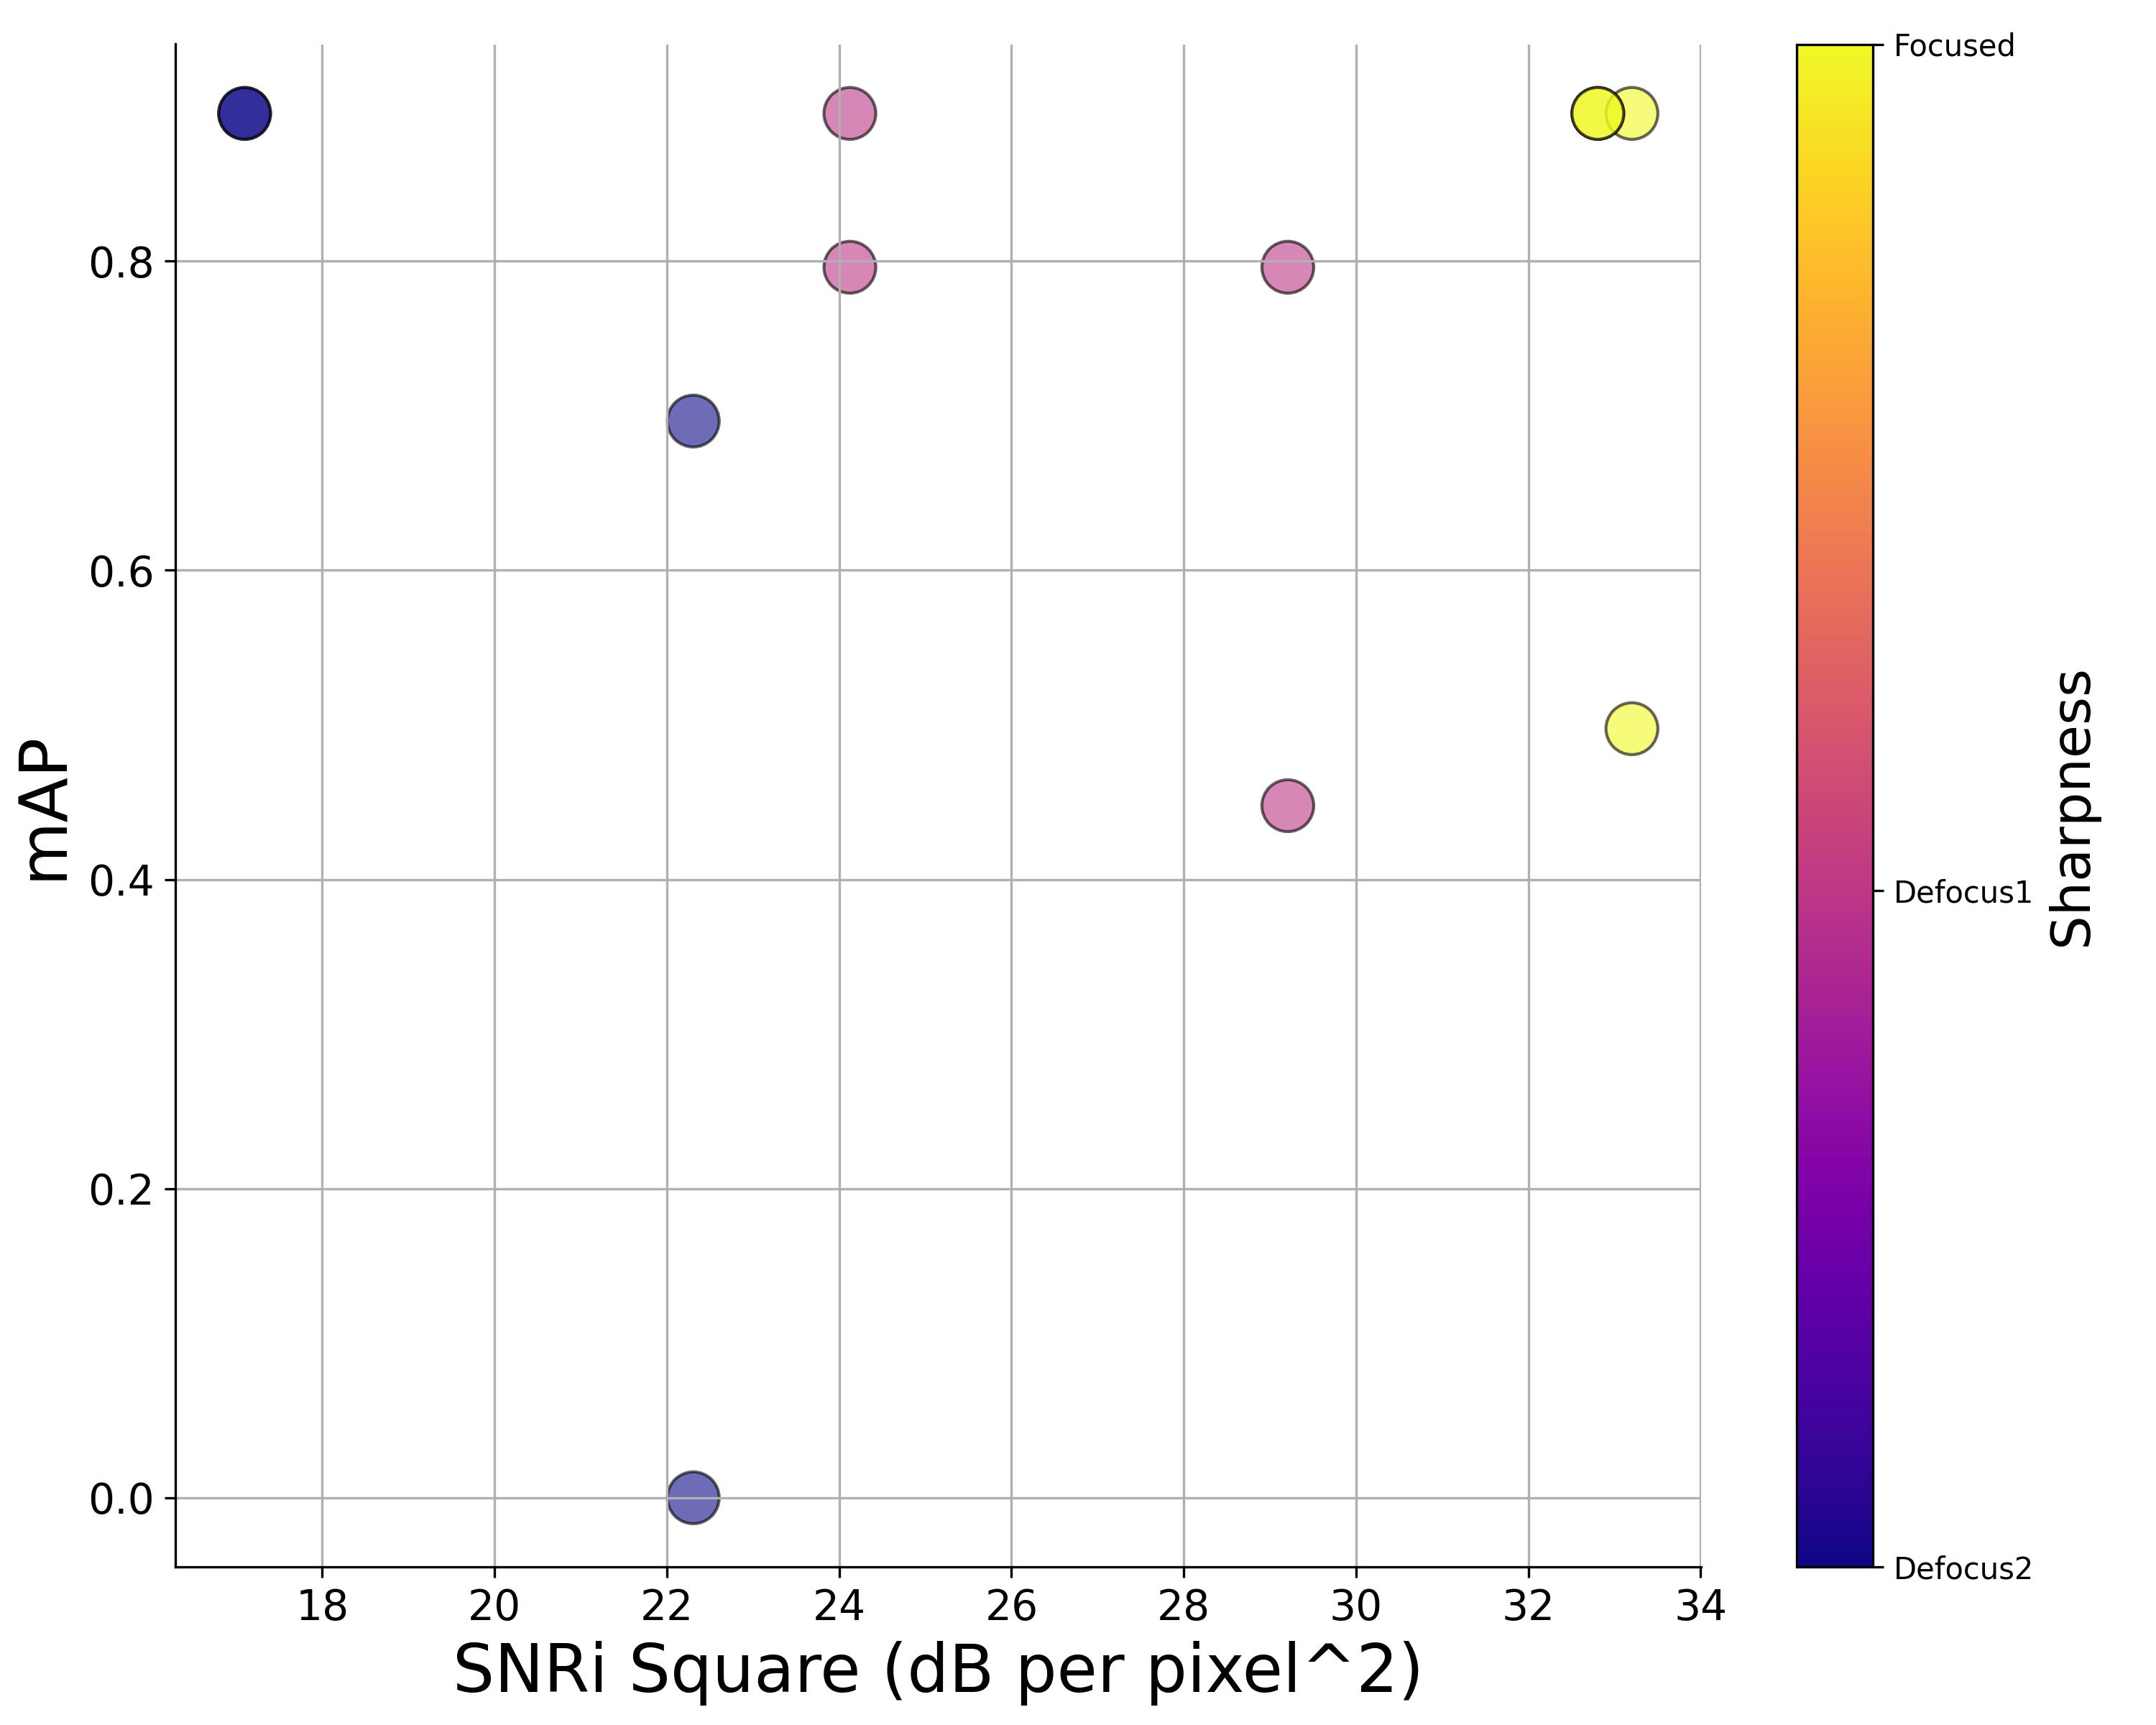 mAP
0.8
0.6
0.4
0.2
0.0
18 20 22 24 26 28 30 32 34
SNRi Square (dB per pixel^2)
Focused
Defocus1
Defocus2
Sharpness